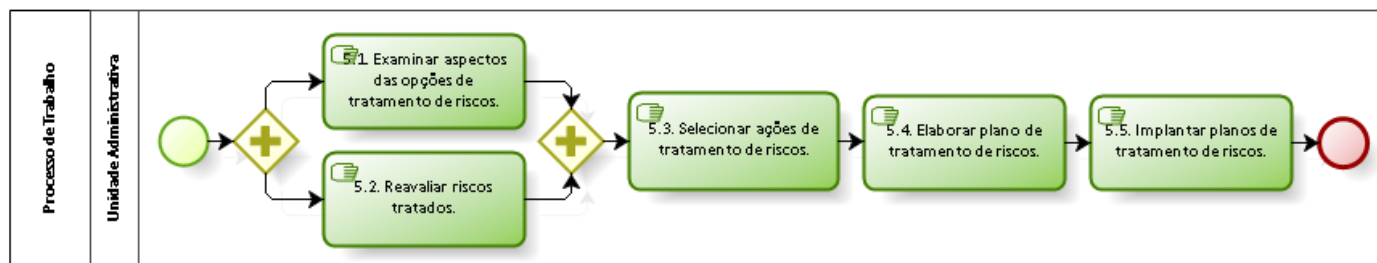 Processo de Trabalho
Unidade Administrativa
5.1. Examinar aspectos
das opções de
tratamento de riscos.
5.2. Reavaliar riscos
tratados.
5.3. Selecionar ações de
tratamento de riscos.
5.4. Elaborar plano de
tratamento de riscos.
5.5. Implantar planos de
tratamento de riscos.